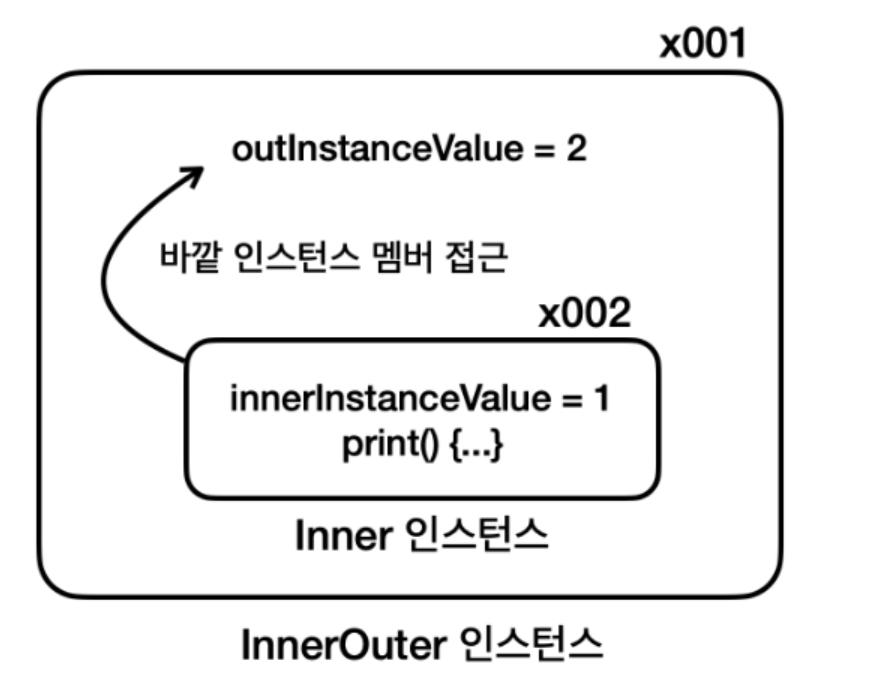 x001
outInstanceValue = 2
바깥 인스턴스 멤버 접근
x002
innerInstanceValue = 1
print() {...}
Inner 인스턴스
InnerOuter 인스턴스